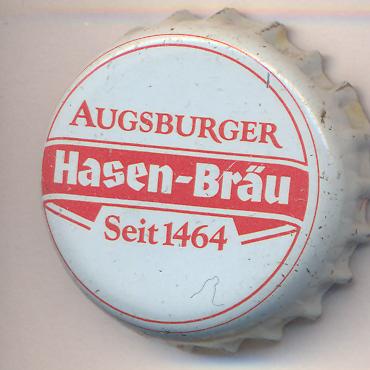 AUGSBURGER
Hasen-Bräu
Seit 1464